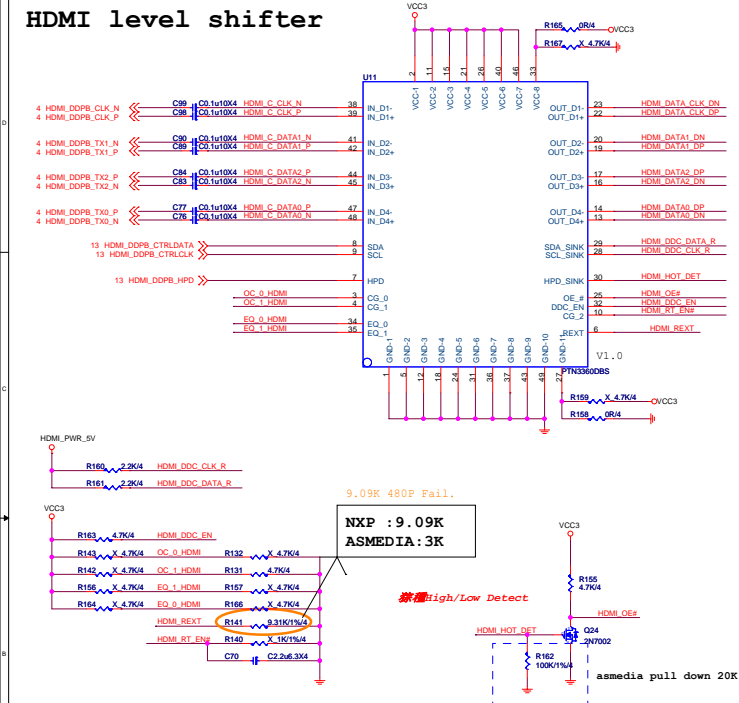 HDMI level shifter
VCC3
R165 0R/4 VCC3
R167 X_4.7K/4
U11
2 11 15 21 26 40 46 33
VCC-1 VCC-2 VCC-3 VCC-4 VCC-5 VCC-6 VCC-7 VCC-8
4 HDMI_DDPB_CLK_N C99 C0.1u10X4 HDMI_C_CLK_N 38 IN_D1- OUT_D1- 23 HDMI_DATA_CLK_DN
4 HDMI_DDPB_CLK_P C98 C0.1u10X4 HDMI_C_CLK_P 39 IN_D1+ OUT_D1+ 22 HDMI_DATA_CLK_DP
D
4 HDMI_DDPB_TX1_N C90 C0.1u10X4 HDMI_C_DATA1_N 41 IN_D2- OUT_D2- 20 HDMI_DATA1_DN
4 HDMI_DDPB_TX1_P C89 C0.1u10X4 HDMI_C_DATA1_P 42 IN_D2+ OUT_D2+ 19 HDMI_DATA1_DP
4 HDMI_DDPB_TX2_P C84 C0.1u10X4 HDMI_C_DATA2_P 44 IN_D3- OUT_D3- 17 HDMI_DATA2_DP
4 HDMI_DDPB_TX2_N C83 C0.1u10X4 HDMI_C_DATA2_N 45 IN_D3+ OUT_D3+ 16 HDMI_DATA2_DN
4 HDMI_DDPB_TX0_P C77 C0.1u10X4 HDMI_C_DATA0_P 47 IN_D4- OUT_D4- 14 HDMI_DATA0_DP
4 HDMI_DDPB_TX0_N C76 C0.1u10X4 HDMI_C_DATA0_N 48 IN_D4+ OUT_D4+ 13 HDMI_DATA0_DN
13 HDMI_DDPB_CTRLDATA 8 SDA SDA_SINK 29 HDMI_DDC_DATA_R
13 HDMI_DDPB_CTRLCLK 9 SCL SCL_SINK 28 HDMI_DDC_CLK_R
13 HDMI_DDPB_HPD 7 HPD HPD_SINK 30 HDMI_HOT_DET
OC_0_HDMI 3 CG_0 OE_# 25 HDMI_OE#
OC_1_HDMI 4 CG_1 DDC_EN 32 HDMI_DDC_EN
CG_2 10 HDMI_RT_EN#
EQ_0_HDMI 34 EQ_0
EQ_1_HDMI 35 EQ_1 REXT 6 HDMI_REXT
GND-1 GND-2 GND-3 GND-4 GND-5 GND-6 GND-7 GND-8 GND-9 GND-10 GND-11
V1.0
1 5 12 18 24 31 36 37 43 49 27
PTN3360DBS
C
R159 X_4.7K/4 VCC3
R158 0R/4
HDMI_PWR_5V
R160 2.2K/4 HDMI_DDC_CLK_R
R161 2.2K/4 HDMI_DDC_DATA_R
9.09K 480P Fail.
NXP :9.09K
ASMEDIA:3K
VCC3
R163 4.7K/4 HDMI_DDC_EN
R143 X_4.7K/4 OC_0_HDMI R132 X_4.7K/4
R142 X_4.7K/4 OC_1_HDMI R131 4.7K/4
R156 X_4.7K/4 EQ_1_HDMI R157 X_4.7K/4
R164 X_4.7K/4 EQ_0_HDMI R166 X_4.7K/4
HDMI_REXT R141 9.31K/1%/4
HDMI_RT_EN# R140 X_1K/1%/4
C70 C2.2u6.3X4
High/Low Detect
VCC3
R155
4.7K/4
HDMI_OE#
HDMI_HOT_DET Q24
2N7002
B
R162
100K/1%/4
asmedia pull down 20K